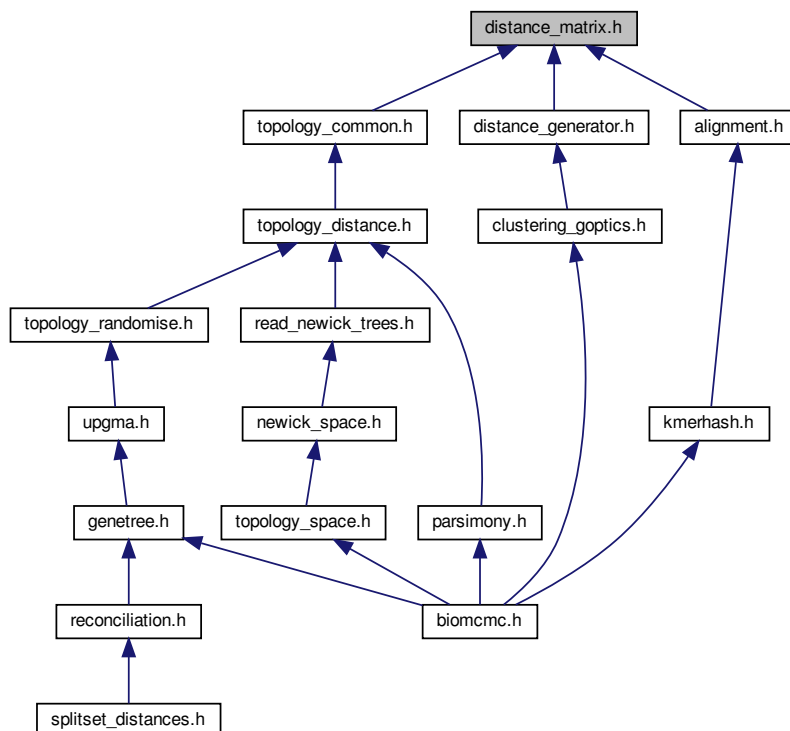 distance_matrix.h
topology_common.h
distance_generator.h
alignment.h
topology_distance.h
clustering_goptics.h
topology_randomise.h
read_newick_trees.h
upgma.h
newick_space.h
kmerhash.h
genetree.h
topology_space.h
parsimony.h
reconciliation.h
biomcmc.h
splitset_distances.h